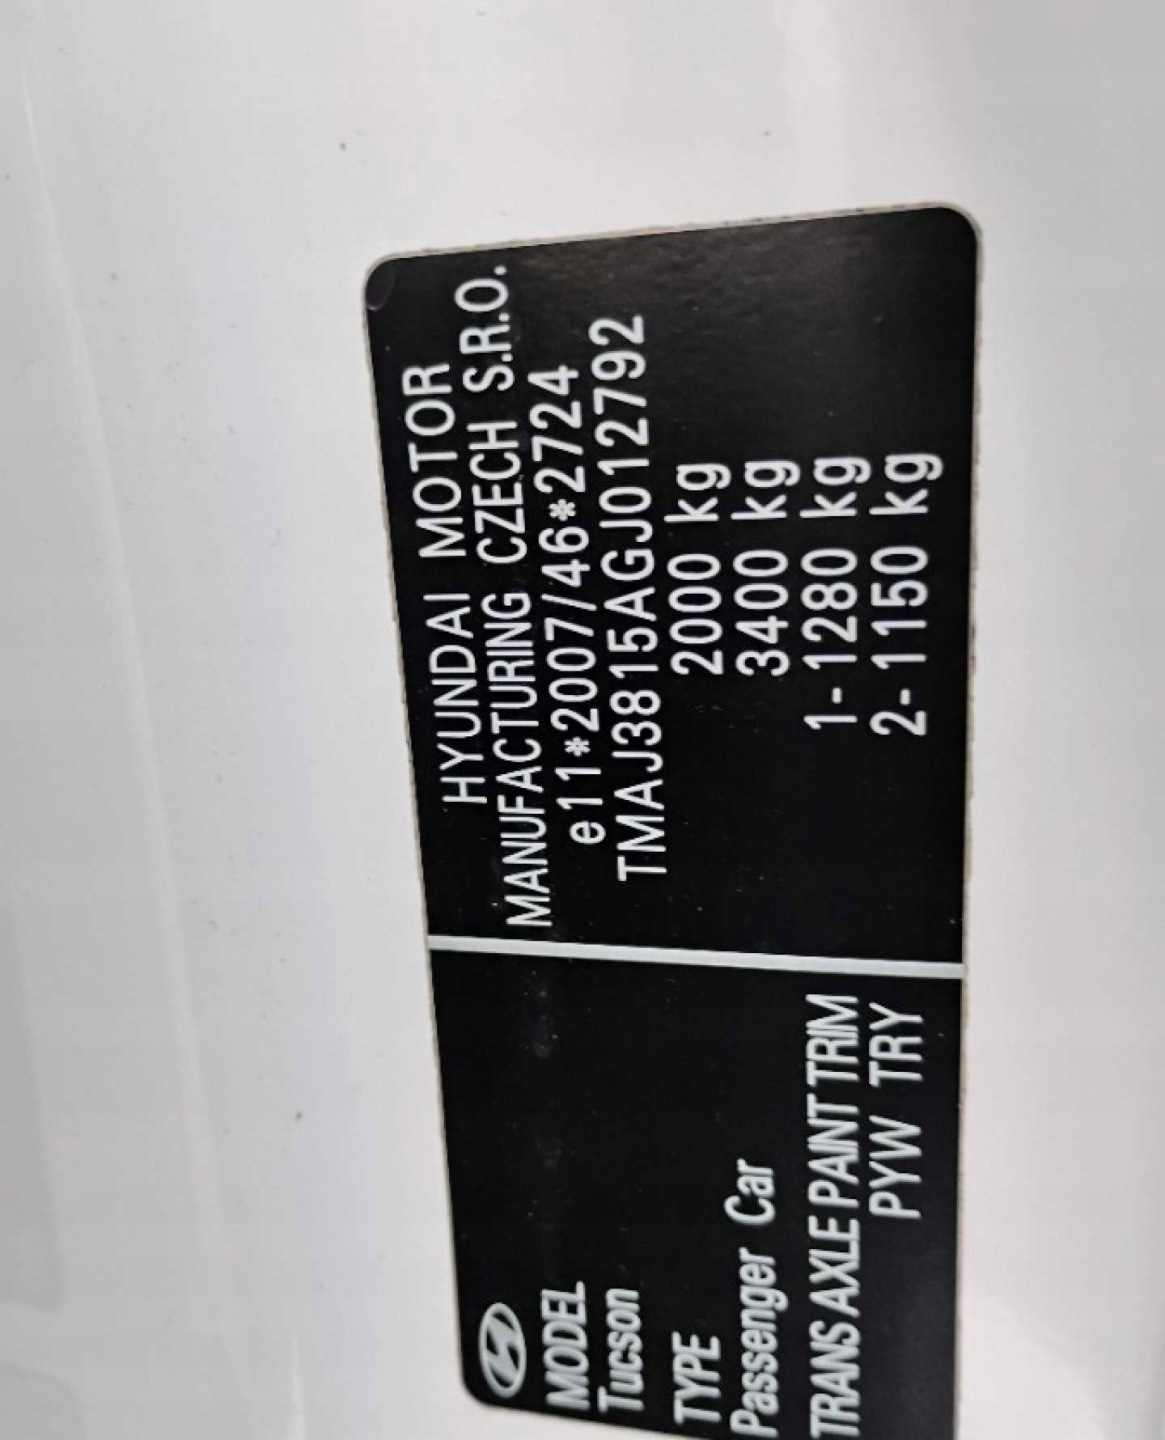 MODEL
Tucson
TYPE
Passenger Car
TRANS AXLE PAINT TRIM
PYW TRY
HYUNDAI MOTOR
MANUFACTURING CZECH S.R.O.
e11*2007/46*2724
TMAJ3815AGJ012792
2000 kg
3400 kg
1- 1280 kg
2- 1150 kg